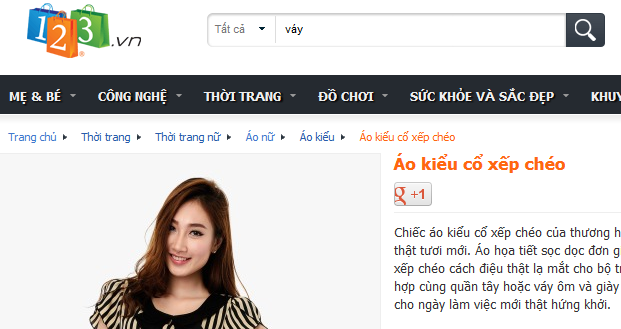 123.vn
Tất cả váy
MẸ & BÉ CÔNG NGHỆ THỜI TRANG ĐỒ CHƠI SỨC KHỎE VÀ SẮC ĐẸP KHUY
Trang chủ Thời trang Thời trang nữ Áo nữ Áo kiểu Áo kiểu cổ xếp chéo
Áo kiểu cổ xếp chéo
g +1
Chiếc áo kiểu cổ xếp chéo của thương h
thật tươi mới. Áo họa tiết sọc dọc đơn g
xếp chéo cách điệu thật lạ mắt cho bộ tr
hợp cùng quần tây hoặc váy ôm và giày
cho ngày làm việc mới thật hứng khởi.